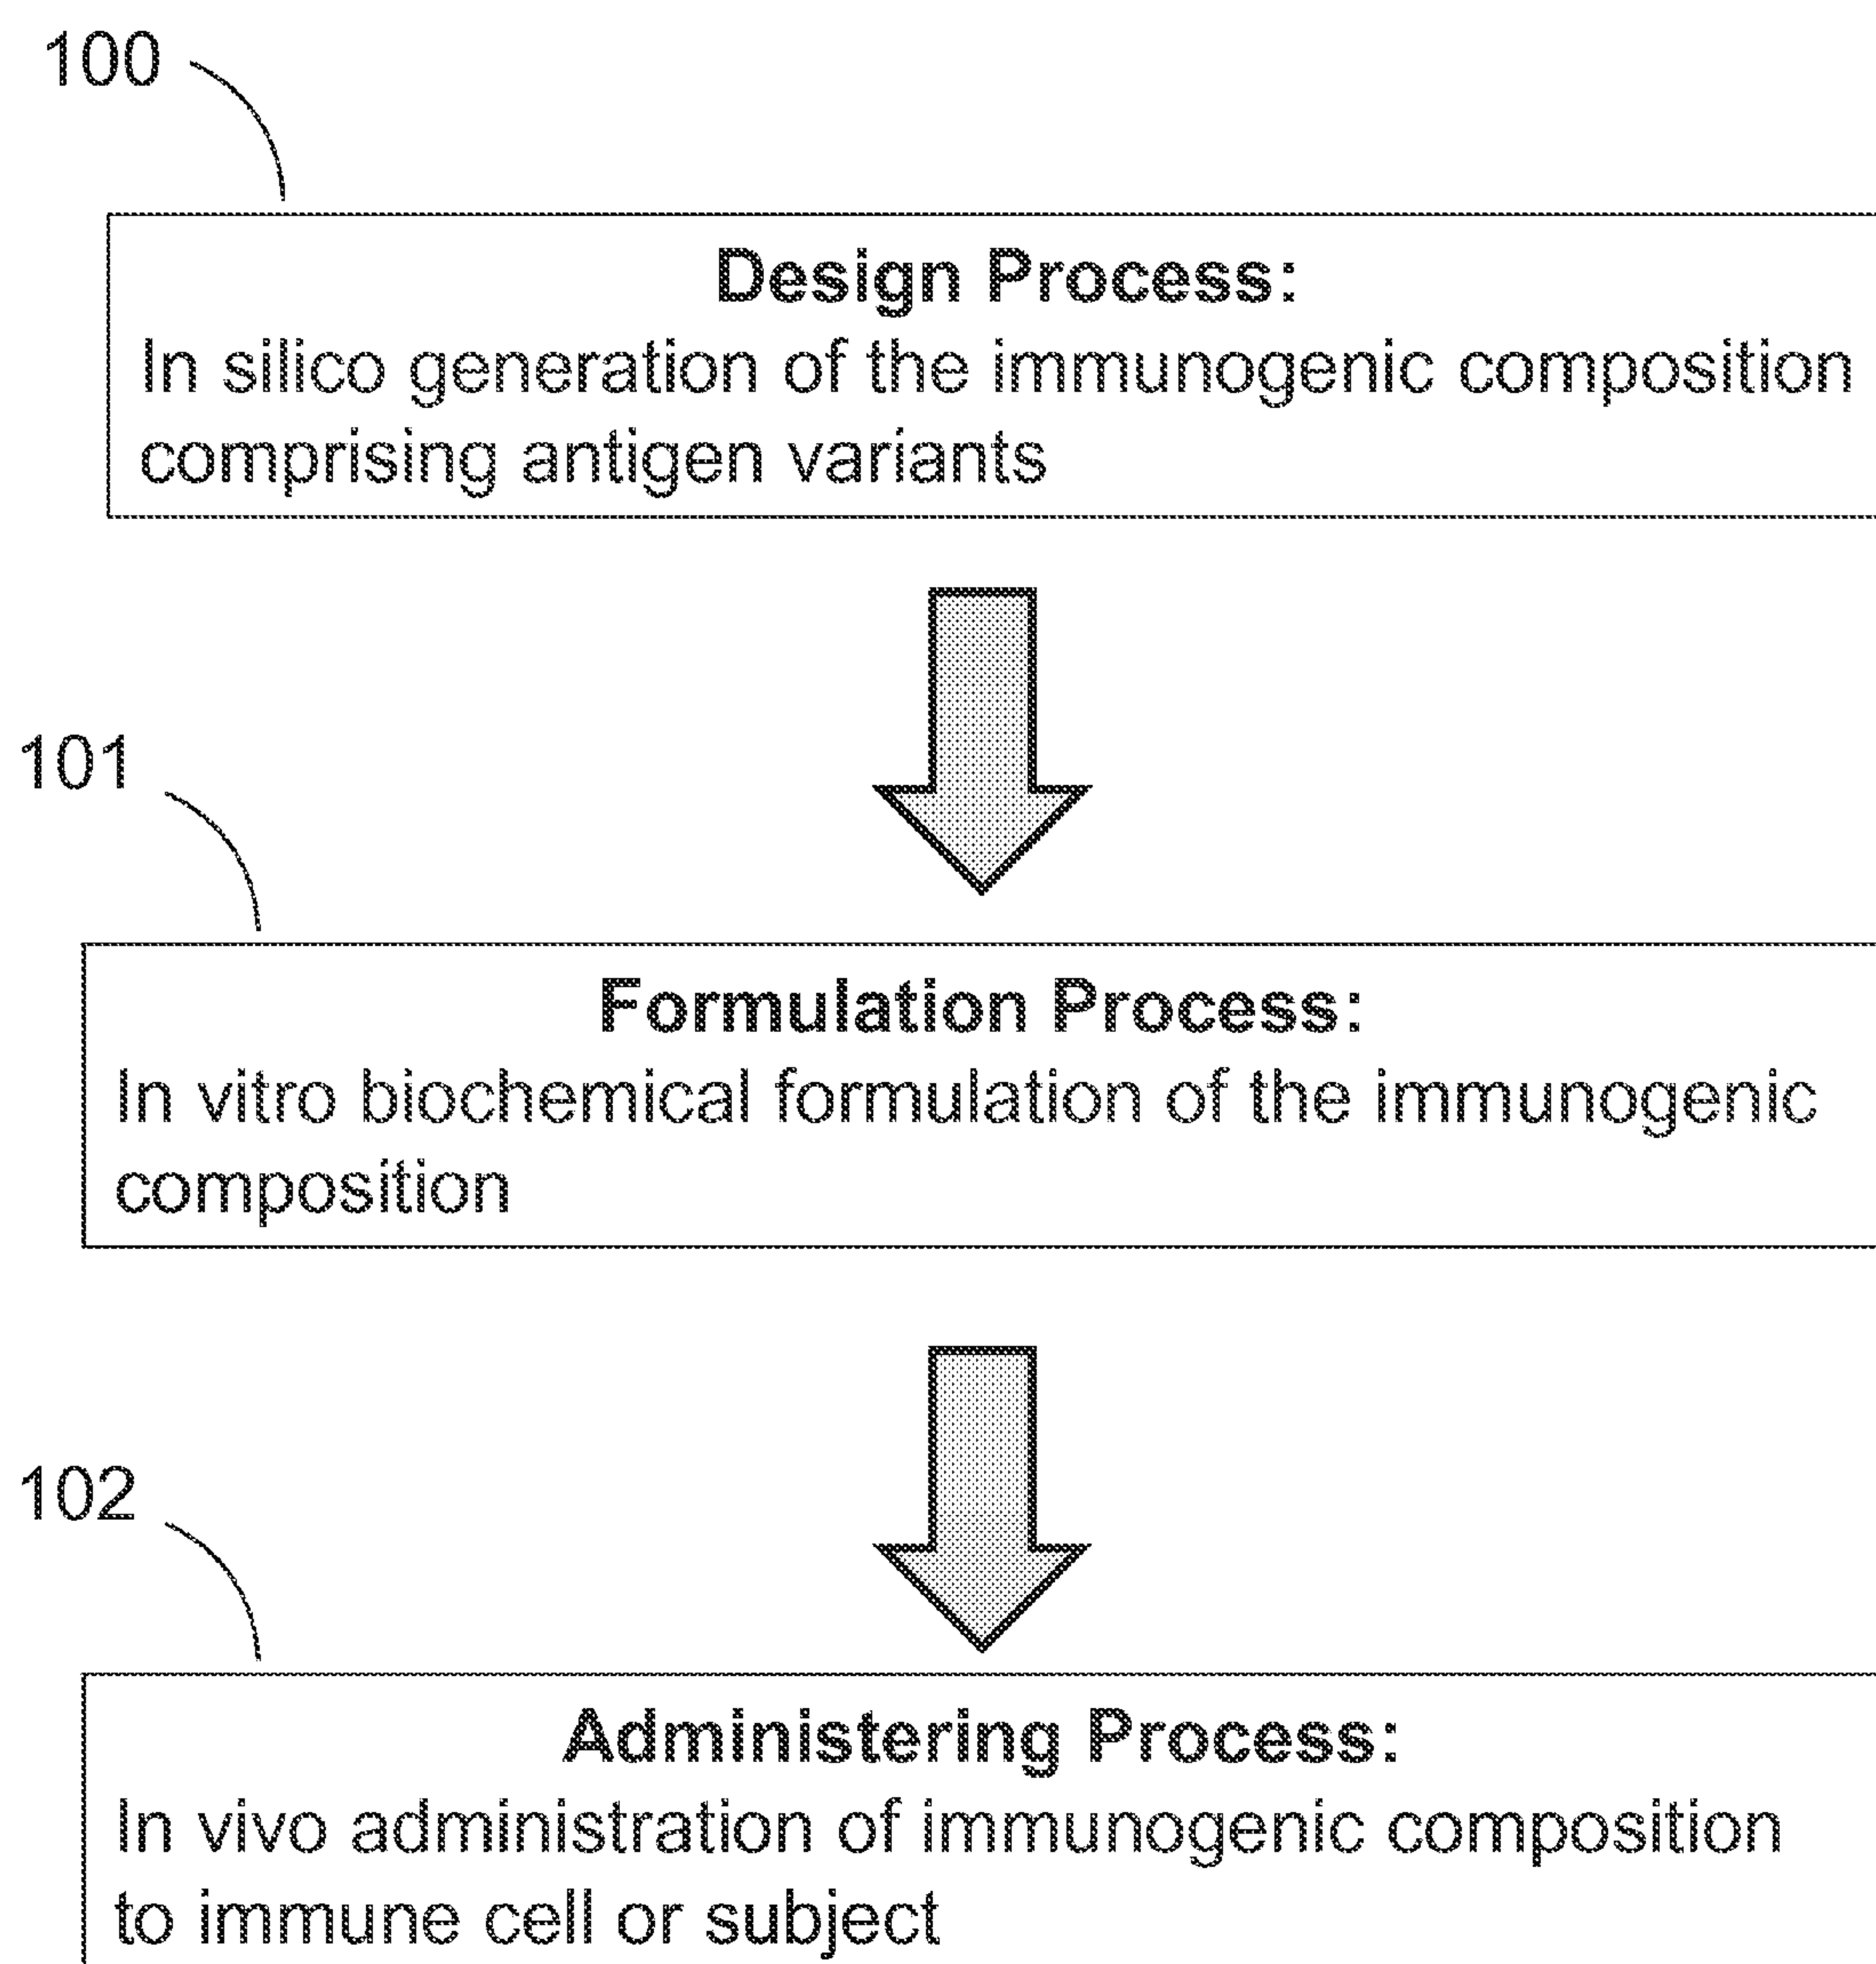 100
Design Process:
In silico generation of the immunogenic composition
comprising antigen variants
101
Formulation Process:
In vitro biochemical formulation of the immunogenic
composition
102
Administering Process:
In vivo administration of immunogenic composition
to immune cell or subject